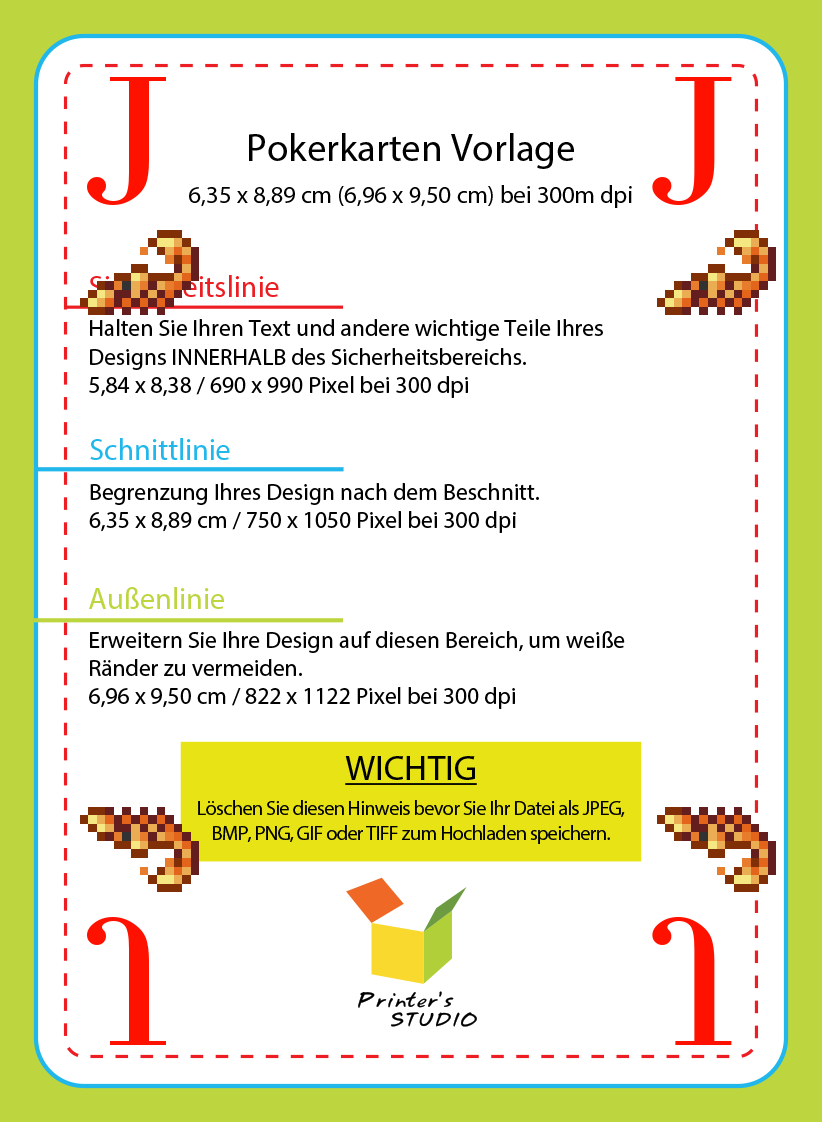 J
J
Pokerkarten Vorlage
6,35 x 8,89 cm (6,96 x 9,50 cm) bei 300m dpi
Halten Sie Ihren Text und andere wichtige Teile Ihres
Designs INNERHALB des Sicherheitsbereichs.
5,84 x 8,38 / 690 x 990 Pixel bei 300 dpi
Schnittlinie
Begrenzung Ihres Design nach dem Beschnitt.
6,35 x 8,89 cm / 750 x 1050 Pixel bei 300 dpi
Außenlinie
Erweitern Sie Ihre Design auf diesen Bereich, um weiße
Ränder zu vermeiden.
6,96 x 9,50 cm / 822 x 1122 Pixel bei 300 dpi
WICHTIG
Löschen Sie diesen Hinweis bevor Sie Ihr Datei als JPEG,
BMP, PNG, GIF oder TIFF zum Hochladen speichern.
Printer's
STUDIO
J
J